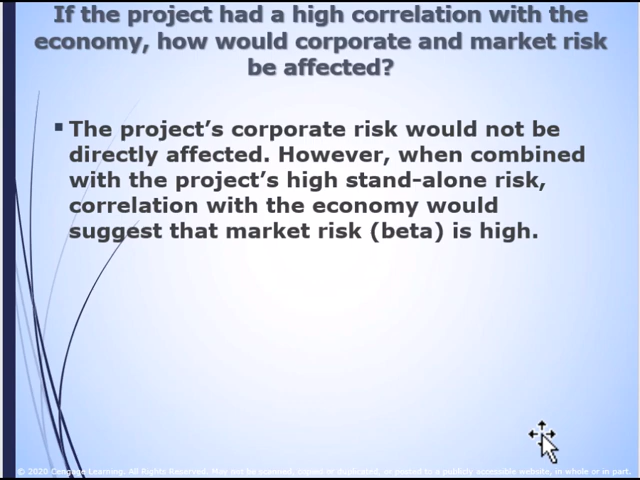 If the project had a high correlation with the
economy, how would corporate and market risk
be affected?
▪ The project's corporate risk would not be
directly affected. However, when combined
with the project's high stand-alone risk,
correlation with the economy would
suggest that market risk (beta) is high.
© 2020 Cengage Learning. All Rights Reserved. May not be scanned, copied or duplicated, or posted to a publicly accessible website, in whole or in part.